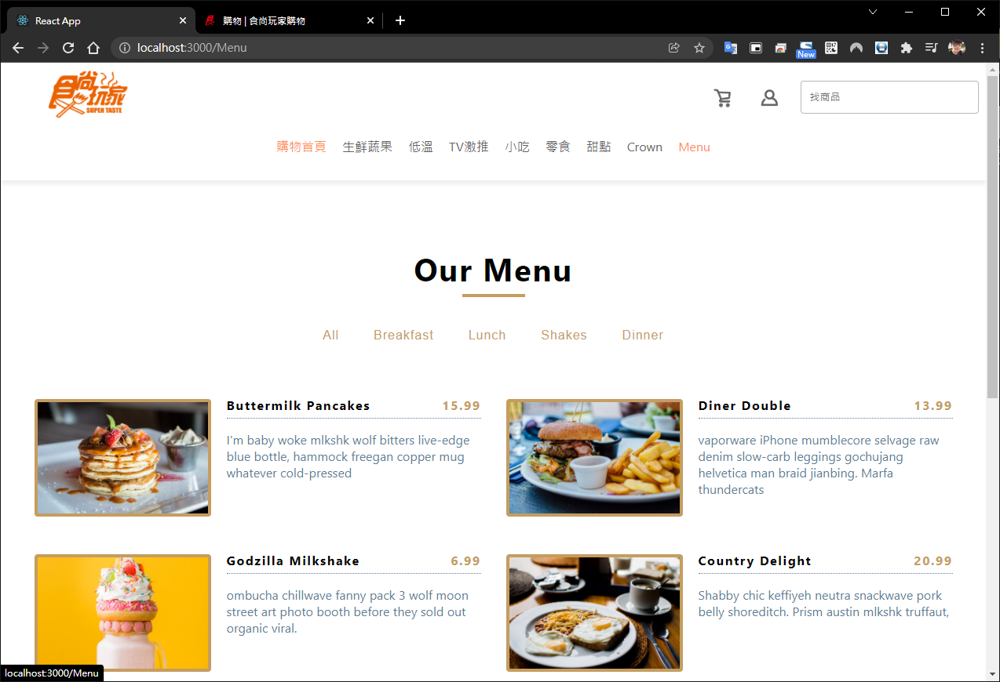 React App
購物 | 食尚玩家購物
localhost:3000/Menu
New
食尚玩家
SUPER TASTE
找商品
購物首頁 生鮮蔬果 低溫 TV激推 小吃 零食 甜點 Crown Menu
Our Menu
All Breakfast Lunch Shakes Dinner
Buttermilk Pancakes 15.99
I'm baby woke mlkshk wolf bitters live-edge
blue bottle, hammock freegan copper mug
whatever cold-pressed
Diner Double 13.99
vaporware iPhone mumblecore selvage raw
denim slow-carb leggings gochujang
helvetica man braid jianbing. Marfa
thundercats
Godzilla Milkshake 6.99
ombucha chillwave fanny pack 3 wolf moon
street art photo booth before they sold out
organic viral.
Country Delight 20.99
Shabby chic keffiyeh neutra snackwave pork
belly shoreditch. Prism austin mlkshk truffaut,
localhost:3000/Menu